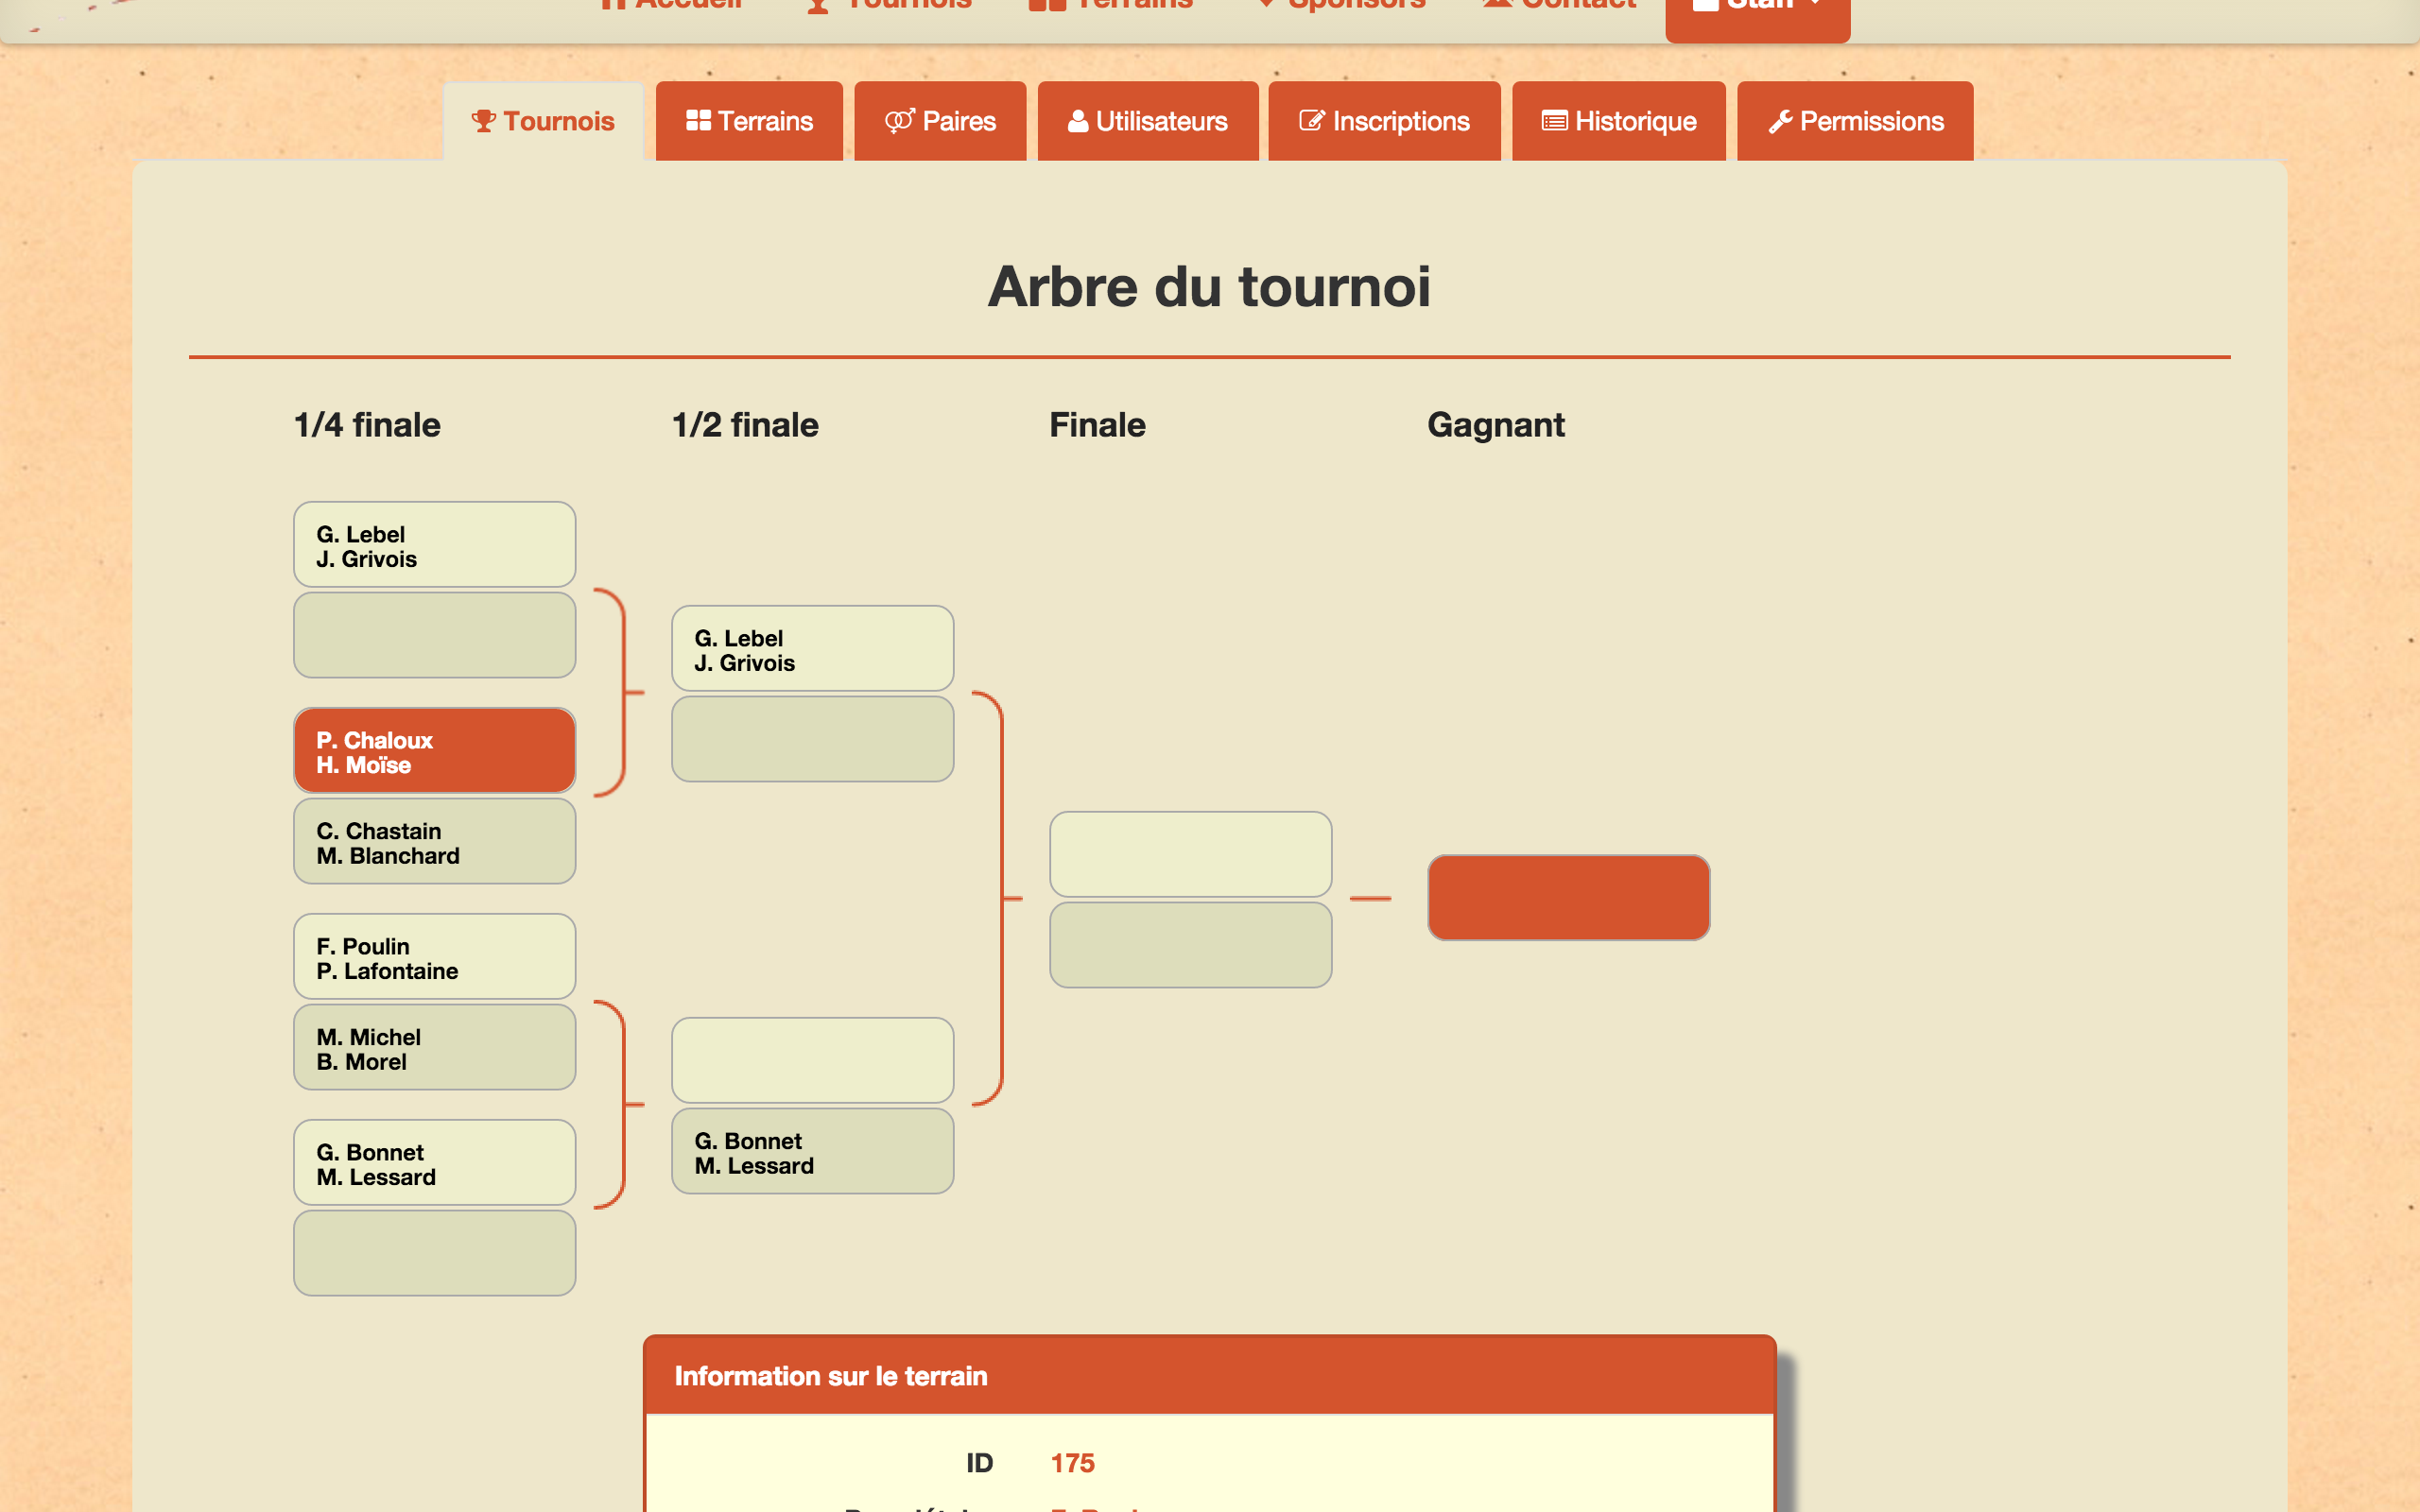 Accueil
Tournois
Terrains
Sponsors
Contact
Staff
Tournois
Terrains
Paires
Utilisateurs
Inscriptions
Historique
Permissions
Arbre du tournoi
1/4 finale
1/2 finale
Finale
Gagnant
G. Lebel
J. Grivois
P. Chaloux
H. Moïse
C. Chastain
M. Blanchard
F. Poulin
P. Lafontaine
M. Michel
B. Morel
G. Bonnet
M. Lessard
G. Lebel
J. Grivois
G. Bonnet
M. Lessard
Information sur le terrain
ID 175